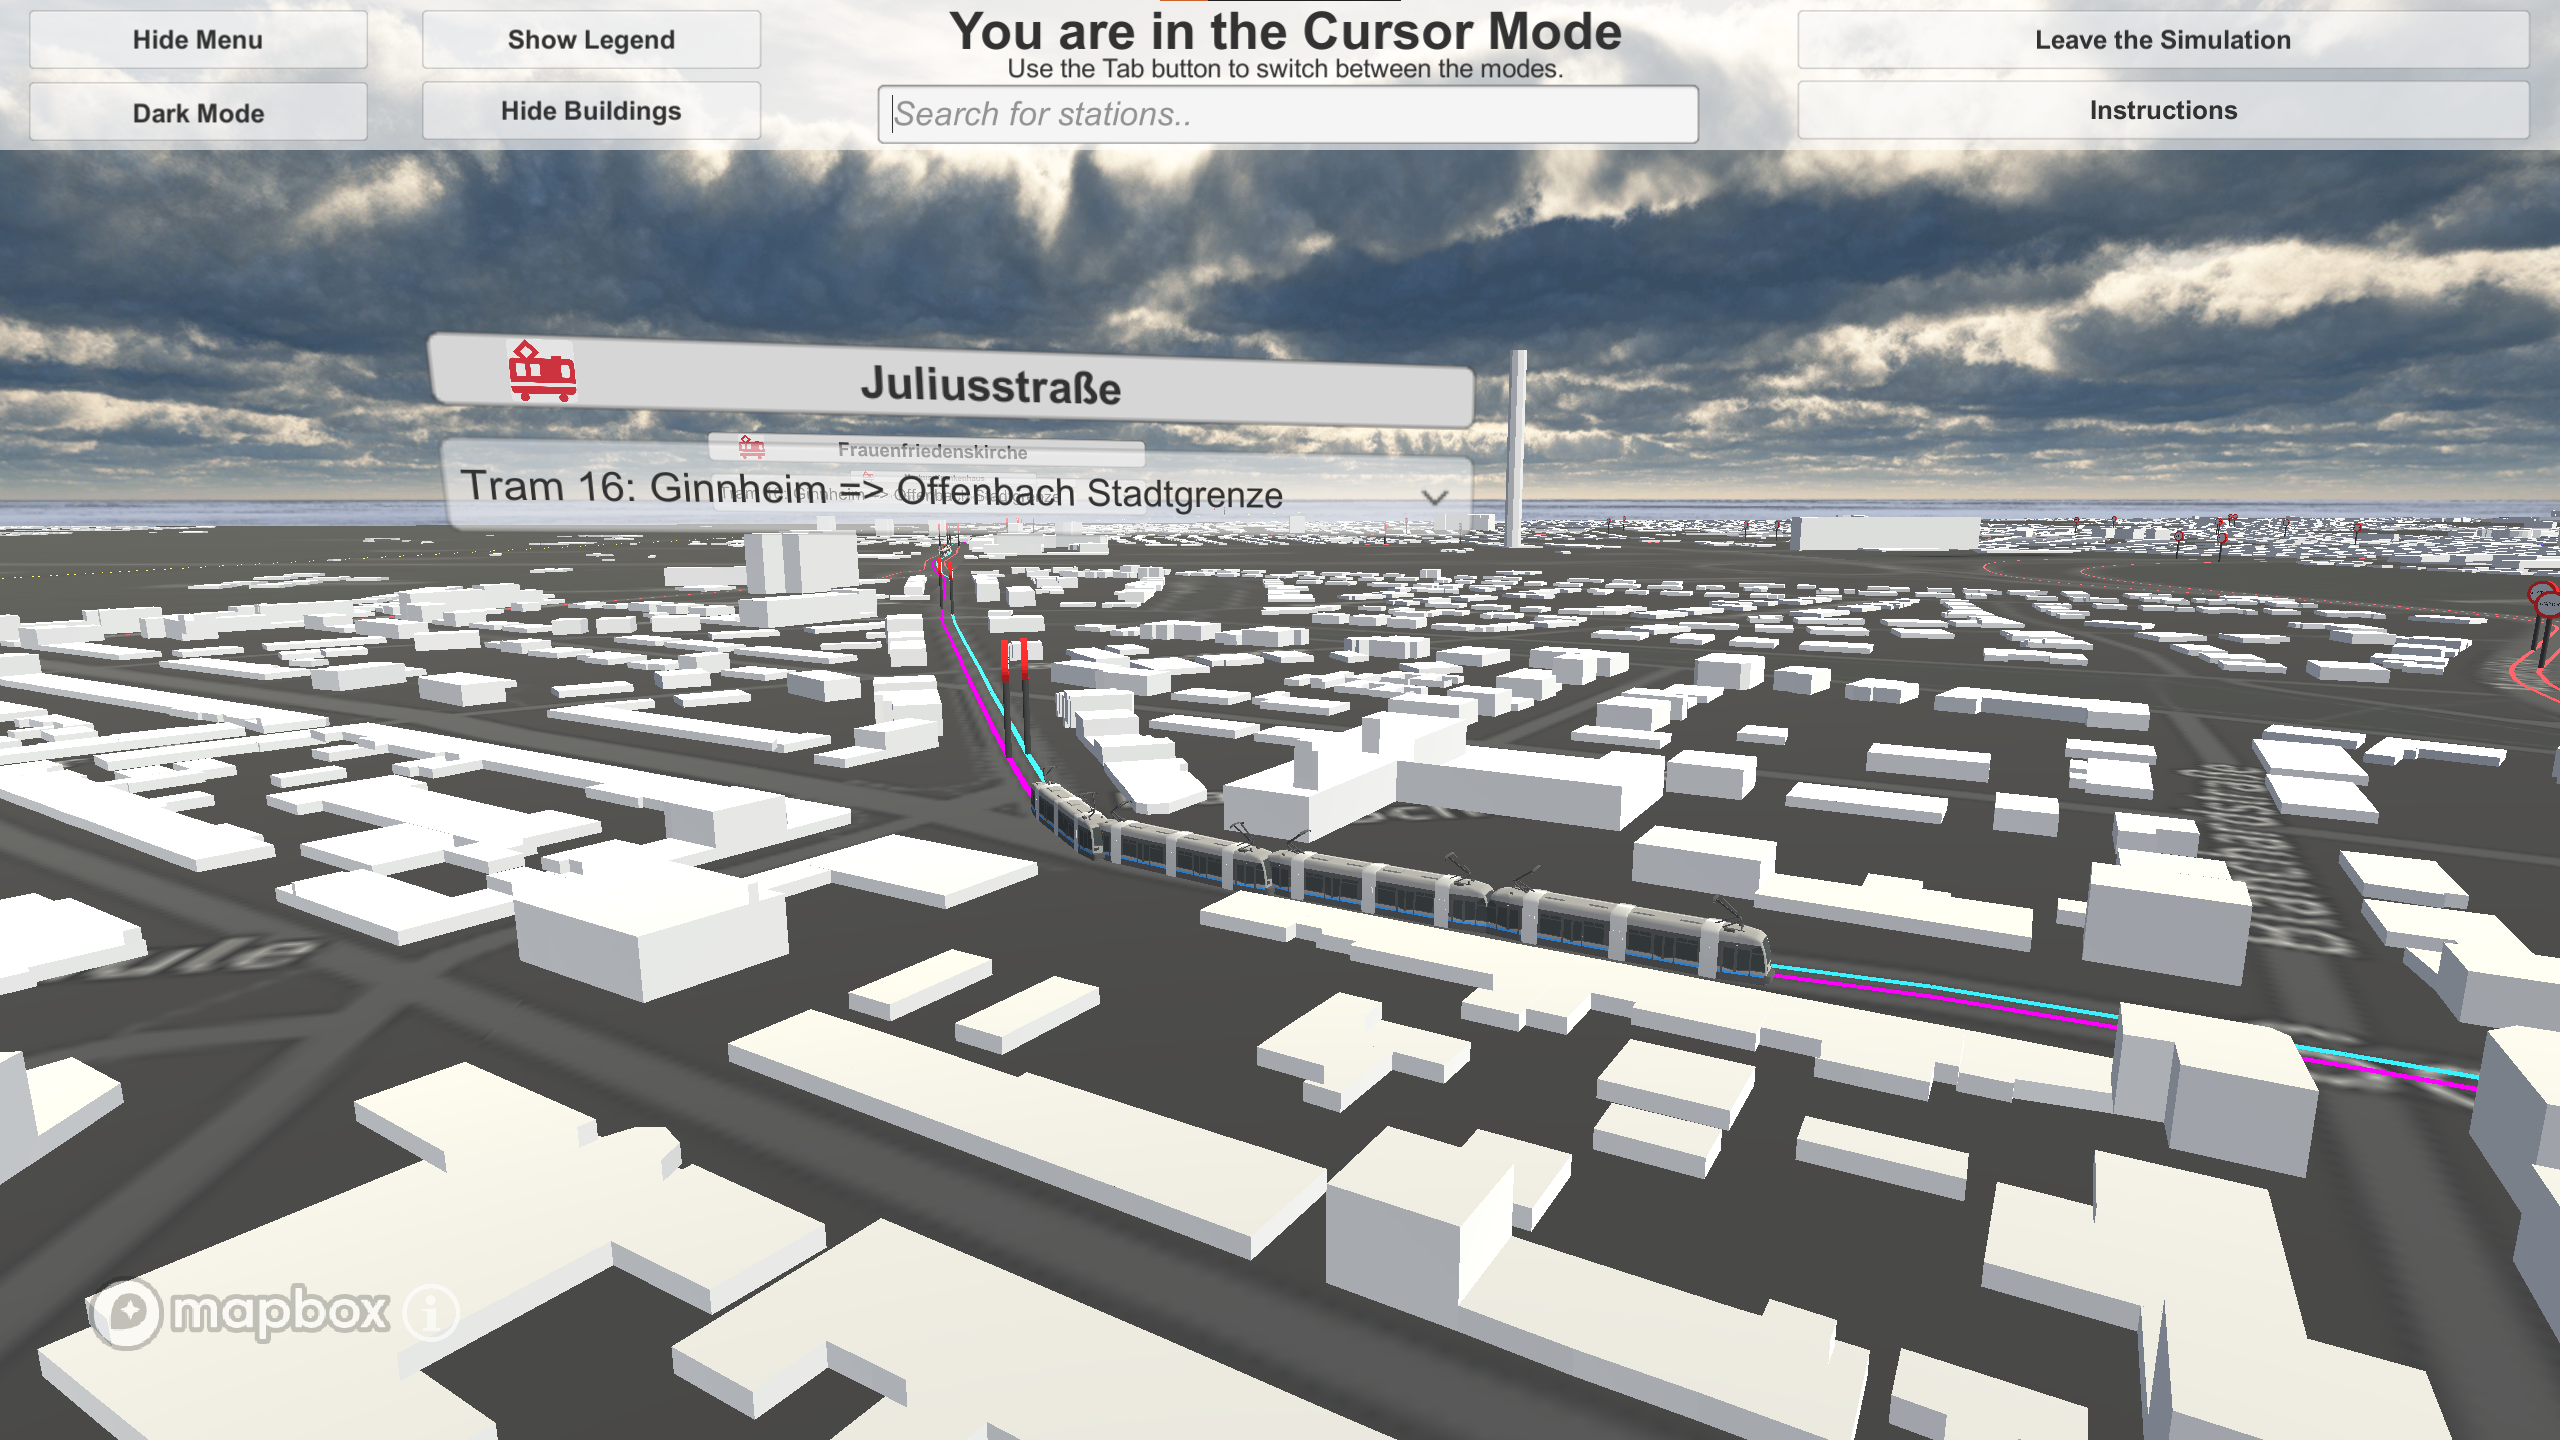 Hide Menu
Show Legend
You are in the Cursor Mode
Leave the Simulation
Use the Tab button to switch between the modes.
Dark Mode
Hide Buildings
Search for stations..
Instructions
Juliusstraße
Frauenfriedenskirche
Tram 16: Ginnheim => Offenbach Stadtgrenze
mapbox